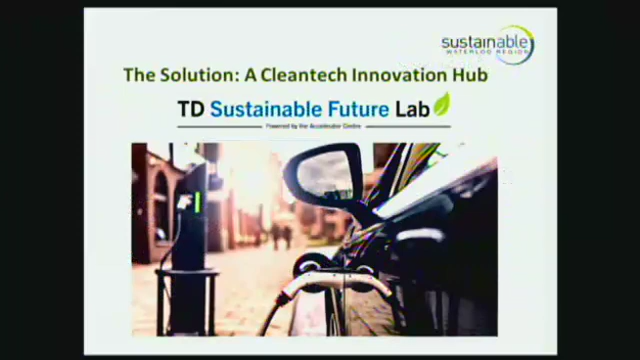 sustainable
WATERLOO REGION
The Solution: A Cleantech Innovation Hub
TD Sustainable Future Lab
Powered by the Accelerator Centre